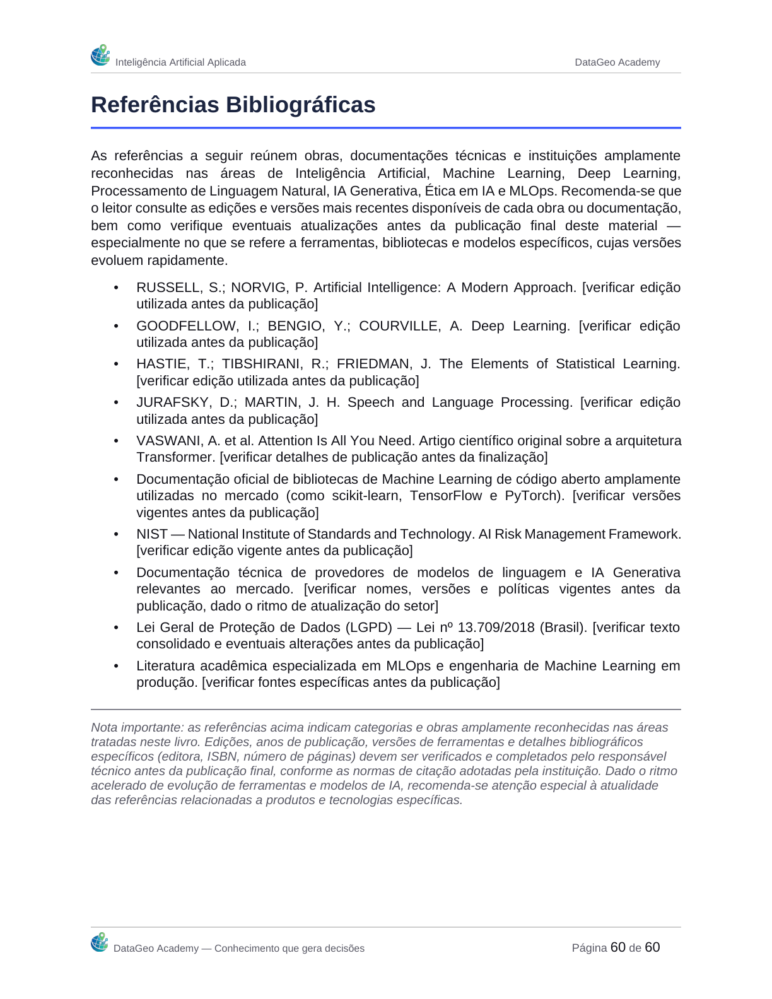 Inteligência Artificial Aplicada DataGeo Academy
Referências Bibliográficas
As referências a seguir reúnem obras, documentações técnicas e instituições amplamente
reconhecidas nas áreas de Inteligência Artificial, Machine Learning, Deep Learning,
Processamento de Linguagem Natural, IA Generativa, Ética em IA e MLOps. Recomenda-se que
o leitor consulte as edições e versões mais recentes disponíveis de cada obra ou documentação,
bem como verifique eventuais atualizações antes da publicação final deste material —
especialmente no que se refere a ferramentas, bibliotecas e modelos específicos, cujas versões
evoluem rapidamente.
• RUSSELL, S.; NORVIG, P. Artificial Intelligence: A Modern Approach. [verificar edição
utilizada antes da publicação]
• GOODFELLOW, I.; BENGIO, Y.; COURVILLE, A. Deep Learning. [verificar edição
utilizada antes da publicação]
• HASTIE, T.; TIBSHIRANI, R.; FRIEDMAN, J. The Elements of Statistical Learning.
[verificar edição utilizada antes da publicação]
• JURAFSKY, D.; MARTIN, J. H. Speech and Language Processing. [verificar edição
utilizada antes da publicação]
• VASWANI, A. et al. Attention Is All You Need. Artigo científico original sobre a arquitetura
Transformer. [verificar detalhes de publicação antes da finalização]
• Documentação oficial de bibliotecas de Machine Learning de código aberto amplamente
utilizadas no mercado (como scikit-learn, TensorFlow e PyTorch). [verificar versões
vigentes antes da publicação]
• NIST — National Institute of Standards and Technology. AI Risk Management Framework.
[verificar edição vigente antes da publicação]
• Documentação técnica de provedores de modelos de linguagem e IA Generativa
relevantes ao mercado. [verificar nomes, versões e políticas vigentes antes da
publicação, dado o ritmo de atualização do setor]
• Lei Geral de Proteção de Dados (LGPD) — Lei nº 13.709/2018 (Brasil). [verificar texto
consolidado e eventuais alterações antes da publicação]
• Literatura acadêmica especializada em MLOps e engenharia de Machine Learning em
produção. [verificar fontes específicas antes da publicação]
Nota importante: as referências acima indicam categorias e obras amplamente reconhecidas nas áreas
tratadas neste livro. Edições, anos de publicação, versões de ferramentas e detalhes bibliográficos
específicos (editora, ISBN, número de páginas) devem ser verificados e completados pelo responsável
técnico antes da publicação final, conforme as normas de citação adotadas pela instituição. Dado o ritmo
acelerado de evolução de ferramentas e modelos de IA, recomenda-se atenção especial à atualidade
das referências relacionadas a produtos e tecnologias específicas.
DataGeo Academy — Conhecimento que gera decisões Página 60 de 60